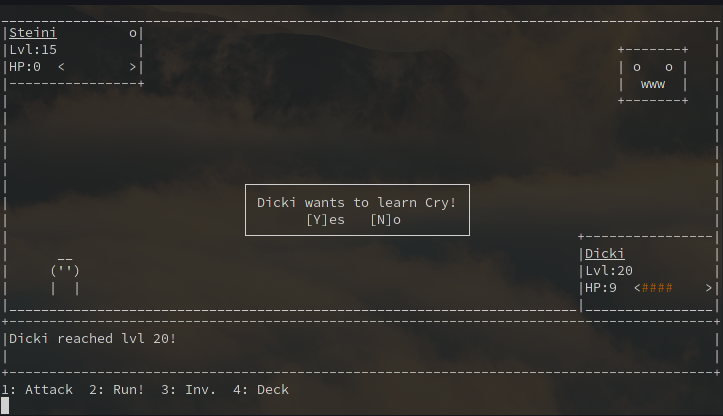 Steini o
Lvl:15
HP:0 < >
o o
www
Dicki wants to learn Cry!
[Y]es [N]o
__
('')
| |
Dicki
Lvl:20
HP:9 <#### >
Dicki reached lvl 20!
1: Attack 2: Run! 3: Inv. 4: Deck